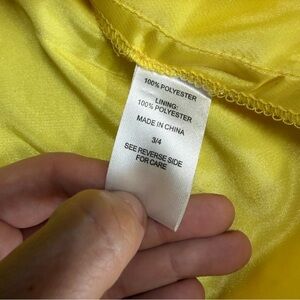 100% POLYESTER
LINING:
100% POLYESTER
MADE IN CHINA
3/4
SEE REVERSE SIDE
FOR CARE